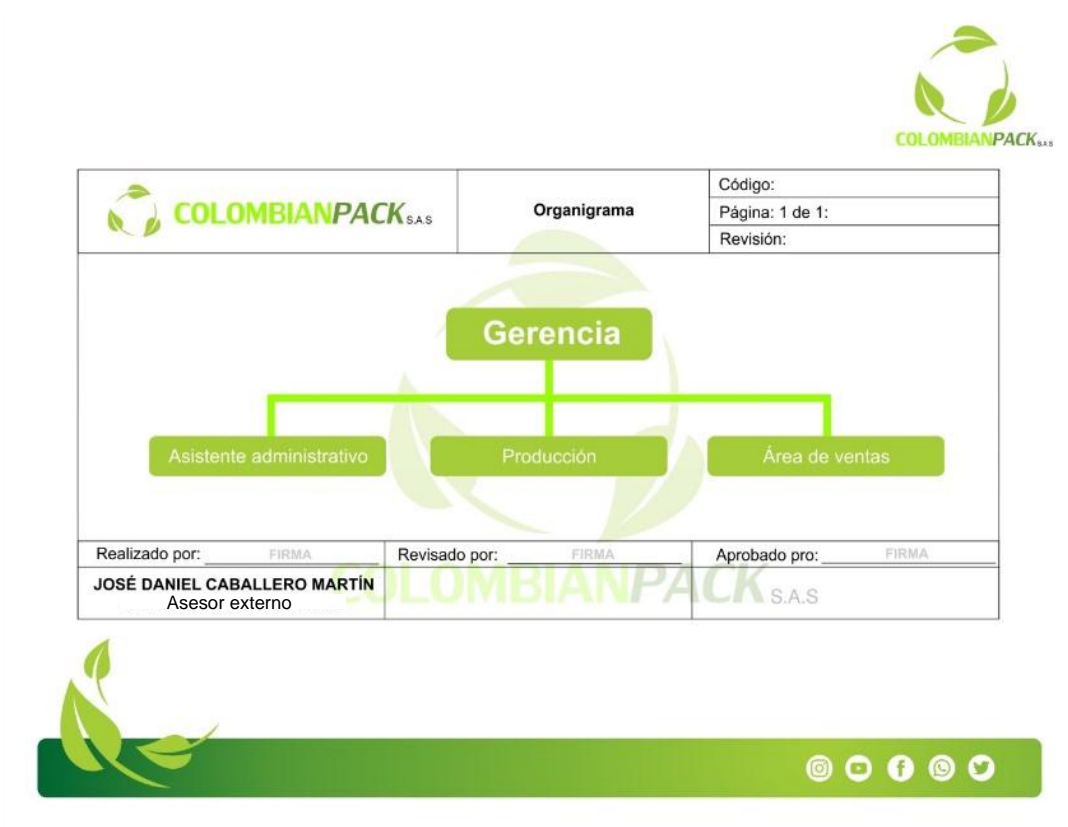 COLOMBIANPACK S.A.S
COLOMBIANPACK S.A.S
Organigrama
Código:
Página: 1 de 1:
Revisión:
Gerencia
Asistente administrativo
Producción
Área de ventas
Realizado por: FIRMA
Revisado por: FIRMA
Aprobado pro: FIRMA
JOSÉ DANIEL CABALLERO MARTÍN
Asesor externo
COLOMBIANPACK S.A.S